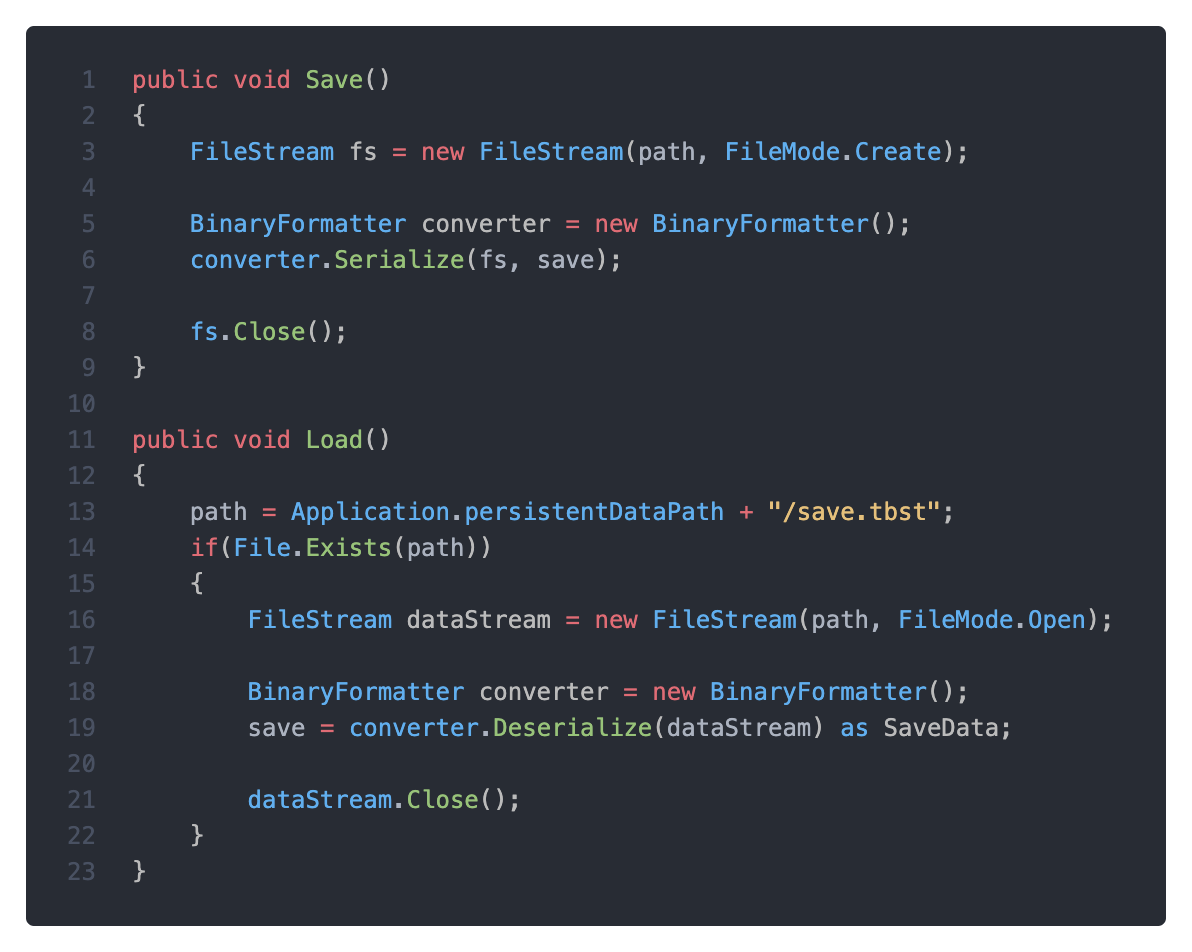 1 public void Save()
2 {
3     FileStream fs = new FileStream(path, FileMode.Create);
4
5     BinaryFormatter converter = new BinaryFormatter();
6     converter.Serialize(fs, save);
7
8     fs.Close();
9 }
10
11 public void Load()
12 {
13     path = Application.persistentDataPath + "/save.tbst";
14     if(File.Exists(path))
15     {
16         FileStream dataStream = new FileStream(path, FileMode.Open);
17
18         BinaryFormatter converter = new BinaryFormatter();
19         save = converter.Deserialize(dataStream) as SaveData;
20
21         dataStream.Close();
22     }
23 }